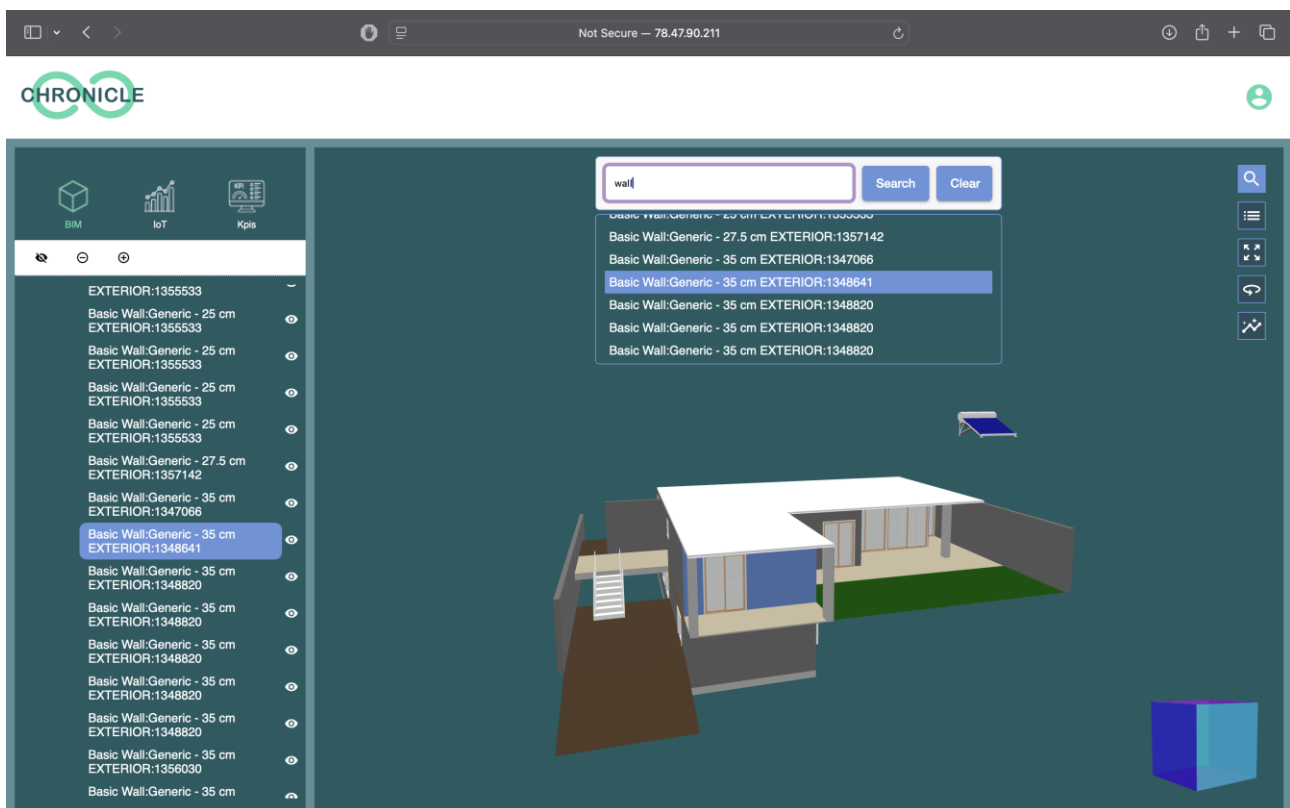 Not Secure — 78.47.90.211
CHRONICLE
BIM
IoT
KPI
Kpis
wall
Search
Clear
Basic Wall:Generic - 25 cm EXTERIOR:1355533
Basic Wall:Generic - 27.5 cm EXTERIOR:1357142
Basic Wall:Generic - 35 cm EXTERIOR:1347066
Basic Wall:Generic - 35 cm EXTERIOR:1348641
Basic Wall:Generic - 35 cm EXTERIOR:1348820
Basic Wall:Generic - 35 cm EXTERIOR:1348820
Basic Wall:Generic - 35 cm EXTERIOR:1348820
EXTERIOR:1355533
Basic Wall:Generic - 25 cm
EXTERIOR:1355533
Basic Wall:Generic - 25 cm
EXTERIOR:1355533
Basic Wall:Generic - 25 cm
EXTERIOR:1355533
Basic Wall:Generic - 25 cm
EXTERIOR:1355533
Basic Wall:Generic - 27.5 cm
EXTERIOR:1357142
Basic Wall:Generic - 35 cm
EXTERIOR:1347066
Basic Wall:Generic - 35 cm
EXTERIOR:1348641
Basic Wall:Generic - 35 cm
EXTERIOR:1348820
Basic Wall:Generic - 35 cm
EXTERIOR:1348820
Basic Wall:Generic - 35 cm
EXTERIOR:1348820
Basic Wall:Generic - 35 cm
EXTERIOR:1348820
Basic Wall:Generic - 35 cm
EXTERIOR:1348820
Basic Wall:Generic - 35 cm
EXTERIOR:1356030
Basic Wall:Generic - 35 cm